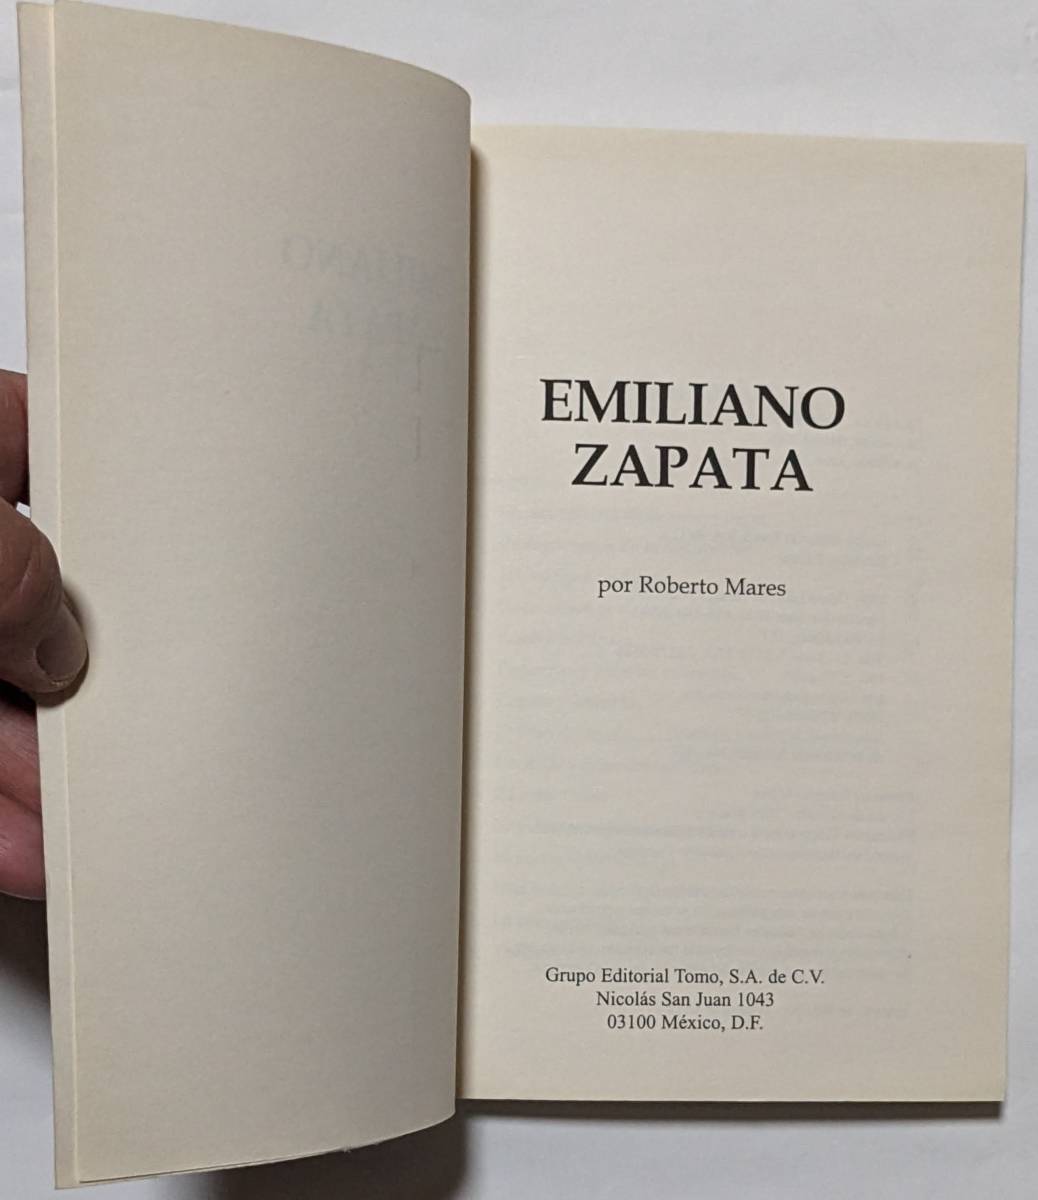 EMILIANO
ZAPATA
por Roberto Mares
Grupo Editorial Tomo, S.A. de C.V.
Nicolás San Juan 1043
03100 México, D.F.